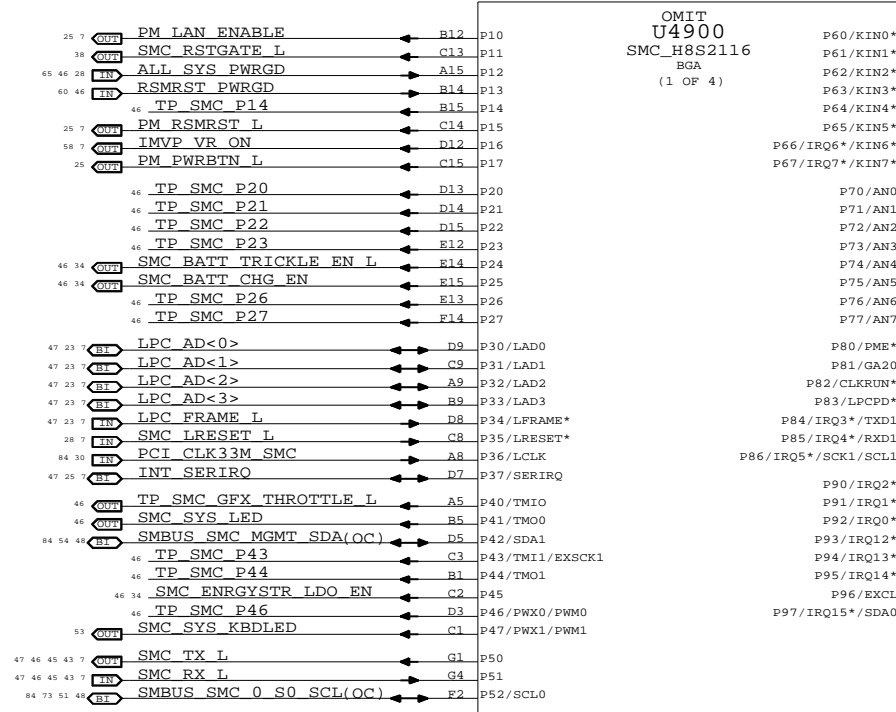 OMIT
U4900
SMC_H8S2116
BGA
(1 OF 4)
25 7 OUT PM_LAN_ENABLE B12 P10 P60/KIN0*
38 OUT SMC_RSTGATE_L C13 P11 P61/KIN1*
65 46 28 IN ALL_SYS_PWRGD A15 P12 P62/KIN2*
60 46 IN RSMRST_PWRGD B14 P13 P63/KIN3*
46 TP_SMC_P14 B15 P14 P64/KIN4*
25 7 OUT PM_RSMRST_L C14 P15 P65/KIN5*
58 7 OUT IMVP_VR_ON D12 P16 P66/IRQ6*/KIN6*
25 OUT PM_PWRBTN_L C15 P17 P67/IRQ7*/KIN7*
46 TP_SMC_P20 D13 P20 P70/AN0
46 TP_SMC_P21 D14 P21 P71/AN1
46 TP_SMC_P22 D15 P22 P72/AN2
46 TP_SMC_P23 E12 P23 P73/AN3
46 34 OUT SMC_BATT_TRICKLE_EN_L E14 P24 P74/AN4
46 34 OUT SMC_BATT_CHG_EN E15 P25 P75/AN5
46 TP_SMC_P26 E13 P26 P76/AN6
46 TP_SMC_P27 F14 P27 P77/AN7
47 23 7 BI LPC_AD<0> D9 P30/LAD0 P80/PME*
47 23 7 BI LPC_AD<1> C9 P31/LAD1 P81/GA20
47 23 7 BI LPC_AD<2> A9 P32/LAD2 P82/CLKRUN*
47 23 7 BI LPC_AD<3> B9 P33/LAD3 P83/LPCPD*
47 23 7 IN LPC_FRAME_L D8 P34/LFRAME* P84/IRQ3*/TXD1
28 7 IN SMC_LRESET_L C8 P35/LRESET* P85/IRQ4*/RXD1
84 30 IN PCI_CLK33M_SMC A8 P36/LCLK P86/IRQ5*/SCK1/SCL1
47 25 7 BI INT_SERIRQ D7 P37/SERIRQ
P90/IRQ2*
46 OUT TP_SMC_GFX_THROTTLE_L A5 P40/TMIO P91/IRQ1*
46 OUT SMC_SYS_LED B5 P41/TMO0 P92/IRQ0*
84 54 48 BI SMBUS_SMC_MGMT_SDA(OC) D5 P42/SDA1 P93/IRQ12*
46 TP_SMC_P43 C3 P43/TMI1/EXSCK1 P94/IRQ13*
46 TP_SMC_P44 B1 P44/TMO1 P95/IRQ14*
46 34 SMC_ENRGYSTR_LDO_EN C2 P45 P96/EXCL
46 TP_SMC_P46 D3 P46/PWX0/PWM0 P97/IRQ15*/SDA0
53 OUT SMC_SYS_KBDLED C1 P47/PWX1/PWM1
47 46 45 43 7 OUT SMC_TX_L G1 P50
47 46 45 43 7 IN SMC_RX_L G4 P51
84 73 51 48 BI SMBUS_SMC_0_S0_SCL(OC) F2 P52/SCL0